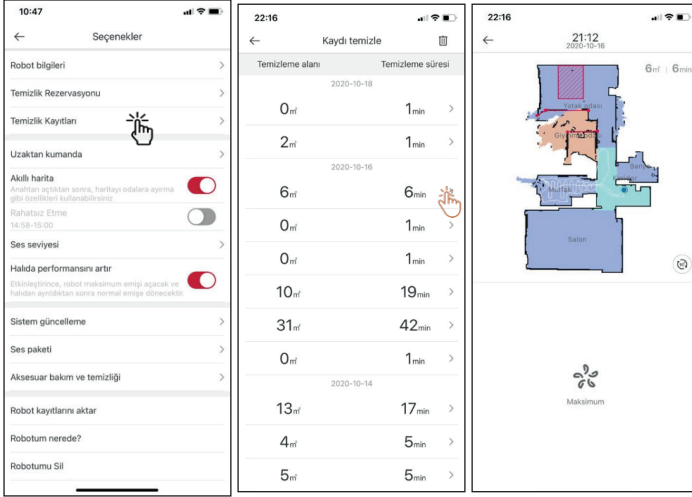 10:47
Seçenekler
Robot bilgileri
Temizlik Rezervasyonu
Temizlik Kayıtları
Uzaktan kumanda
Akıllı harita
Anahtarı açtıktan sonra, haritayı odalara ayırma
gibi özellikleri kullanabilirsiniz
Rahatsız Etme
14:58-15:00
Ses seviyesi
Halıda performansını artır
Etkinleştirince, robot maksimum emişi açacak ve
halıdan ayrıldıktan sonra normal emişe dönecektir.
Sistem güncelleme
Ses paketi
Aksesuar bakım ve temizliği
Robot kayıtlarını aktar
Robotum nerede?
Robotumu Sil
22:16
Kaydı temizle
Temizleme alanı Temizleme süresi
2020-10-18
0㎡ 1min
2㎡ 1min
2020-10-16
6㎡ 6min
0㎡ 1min
0㎡ 1min
10㎡ 19min
31㎡ 42min
0㎡ 1min
2020-10-14
13㎡ 17min
4㎡ 5min
5㎡ 5min
22:16
21:12
2020-10-16
6㎡ | 6min
Yatak odası
Mutfak
Salon
Maksimum